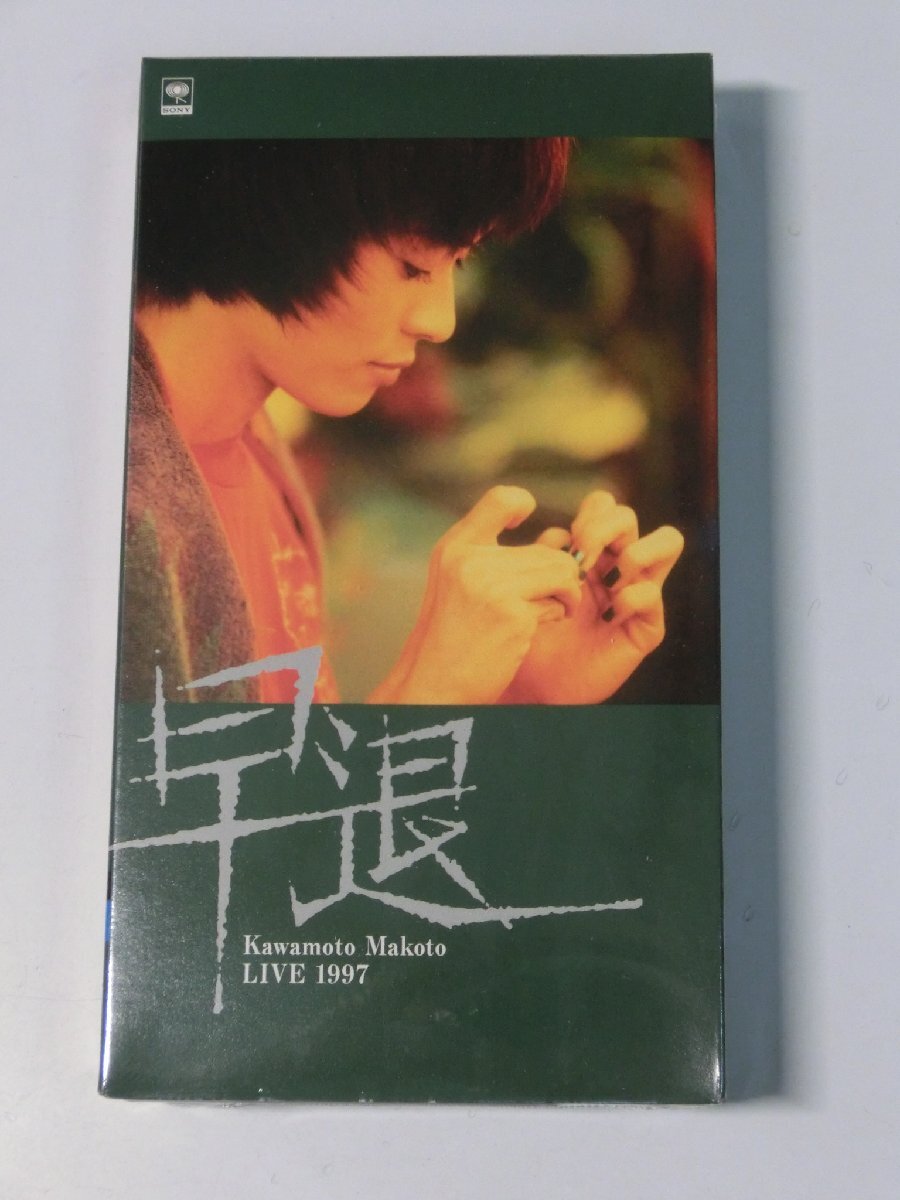 SONY
早退
Kawamoto Makoto
LIVE 1997